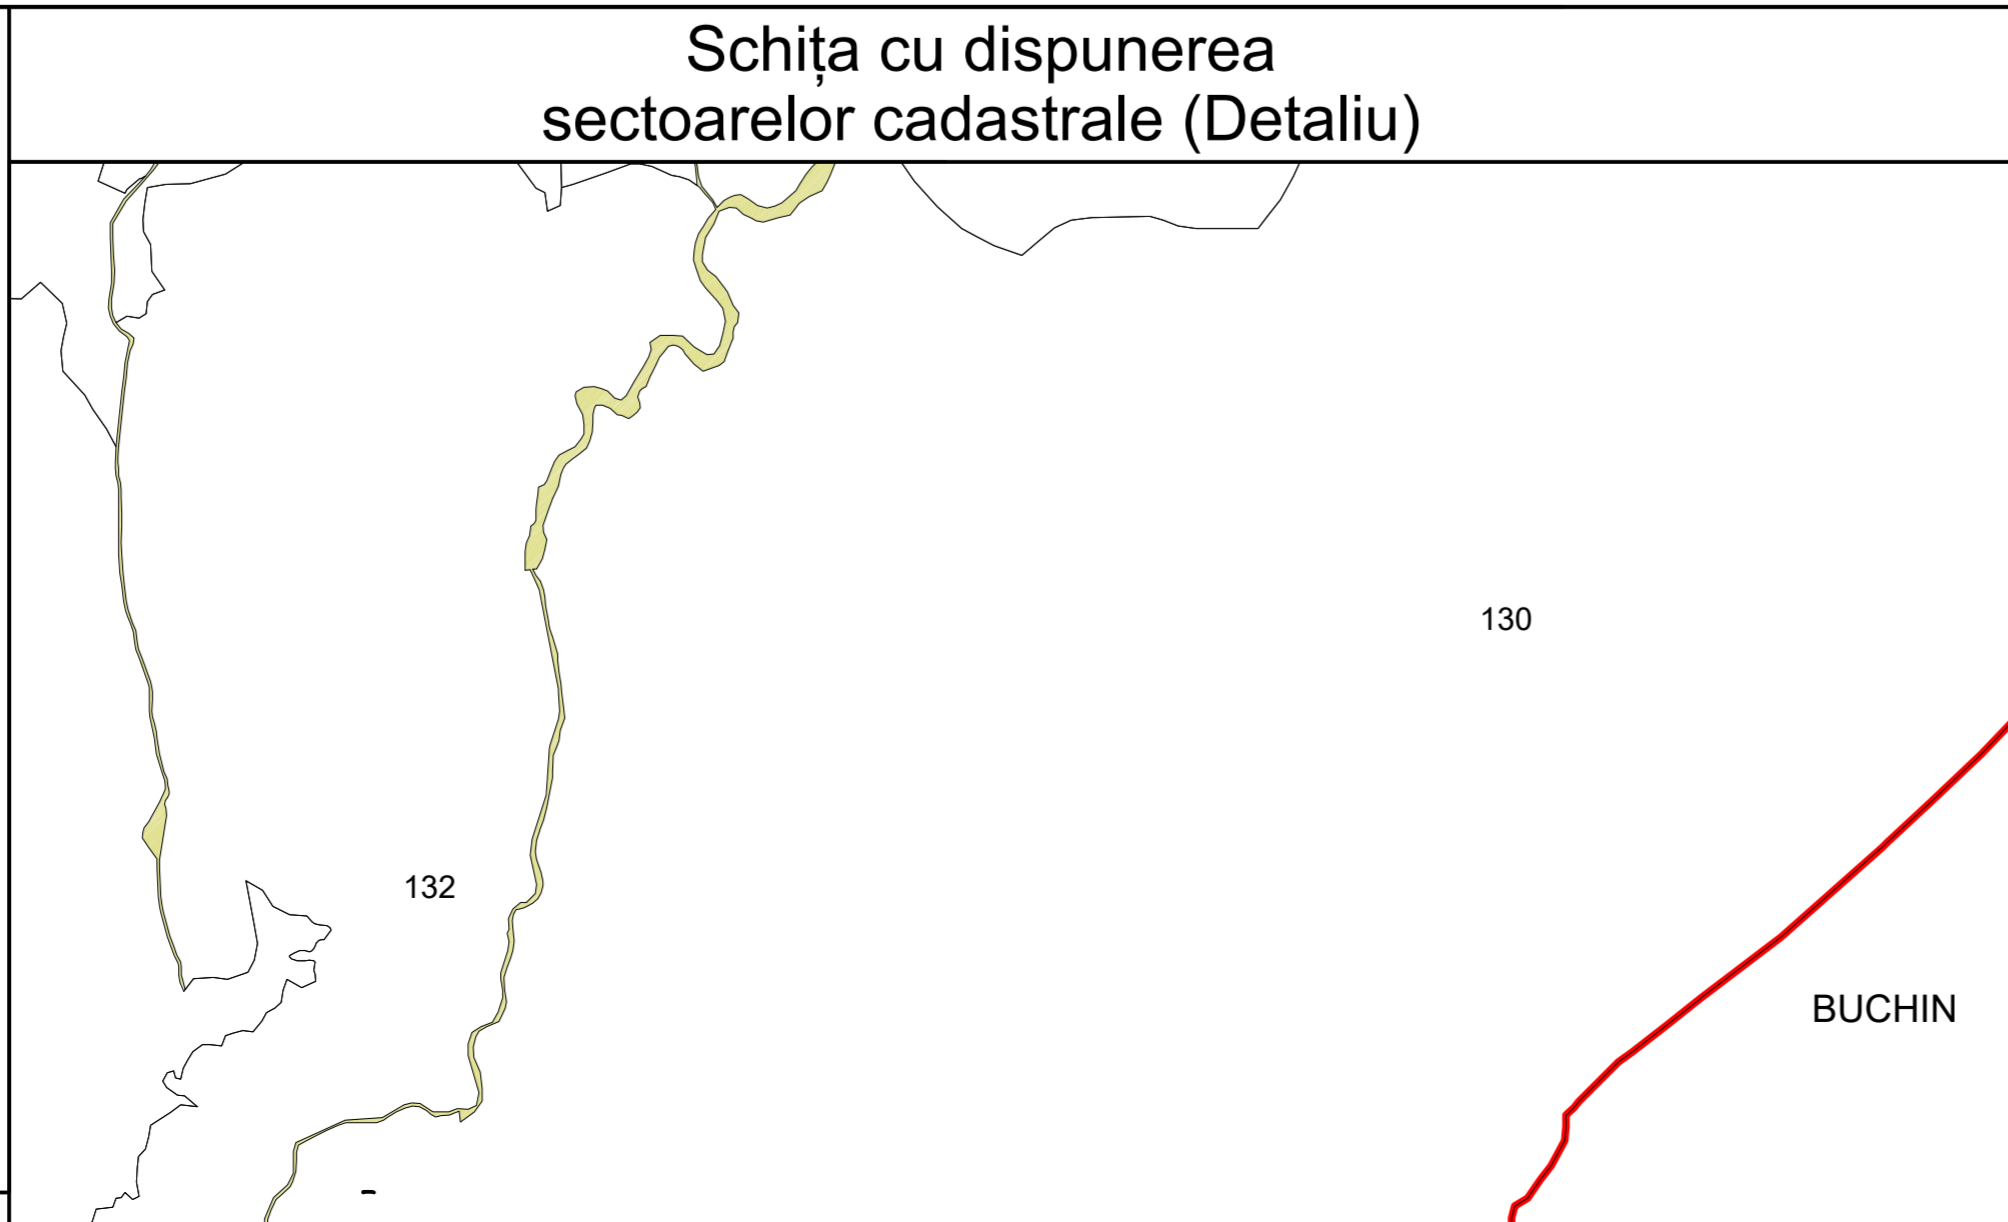 Schița cu dispunerea
sectoarelor cadastrale (Detaliu)
130
132
BUCHIN